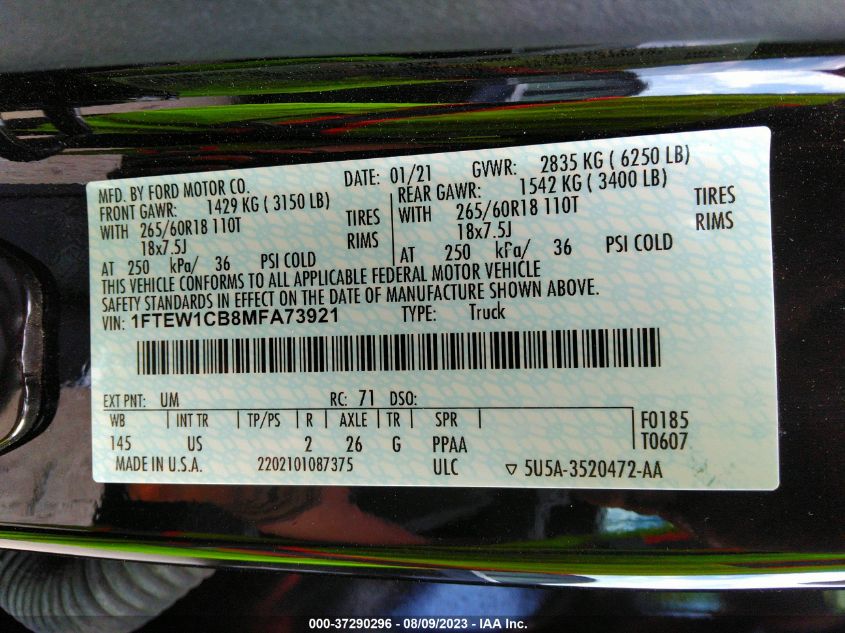 MFD. BY FORD MOTOR CO. DATE: 01/21 GVWR: 2835 KG ( 6250 LB)
FRONT GAWR: 1429 KG ( 3150 LB) REAR GAWR: 1542 KG ( 3400 LB)
WITH 265/60R18 110T TIRES WITH 265/60R18 110T TIRES
18x7.5J RIMS 18x7.5J RIMS
AT 250 kPa/ 36 PSI COLD AT 250 kPa/ 36 PSI COLD
THIS VEHICLE CONFORMS TO ALL APPLICABLE FEDERAL MOTOR VEHICLE
SAFETY STANDARDS IN EFFECT ON THE DATE OF MANUFACTURE SHOWN ABOVE.
VIN: 1FTEW1CB8MFA73921 TYPE: Truck
EXT PNT: UM RC: 71 DSO:
WB INT TR TP/PS R AXLE TR SPR F0185
145 US 2 26 G PPAA T0607
MADE IN U.S.A. 2202101087375 ULC ▽ 5U5A-3520472-AA
000-37290296 - 08/09/2023 - IAA Inc.